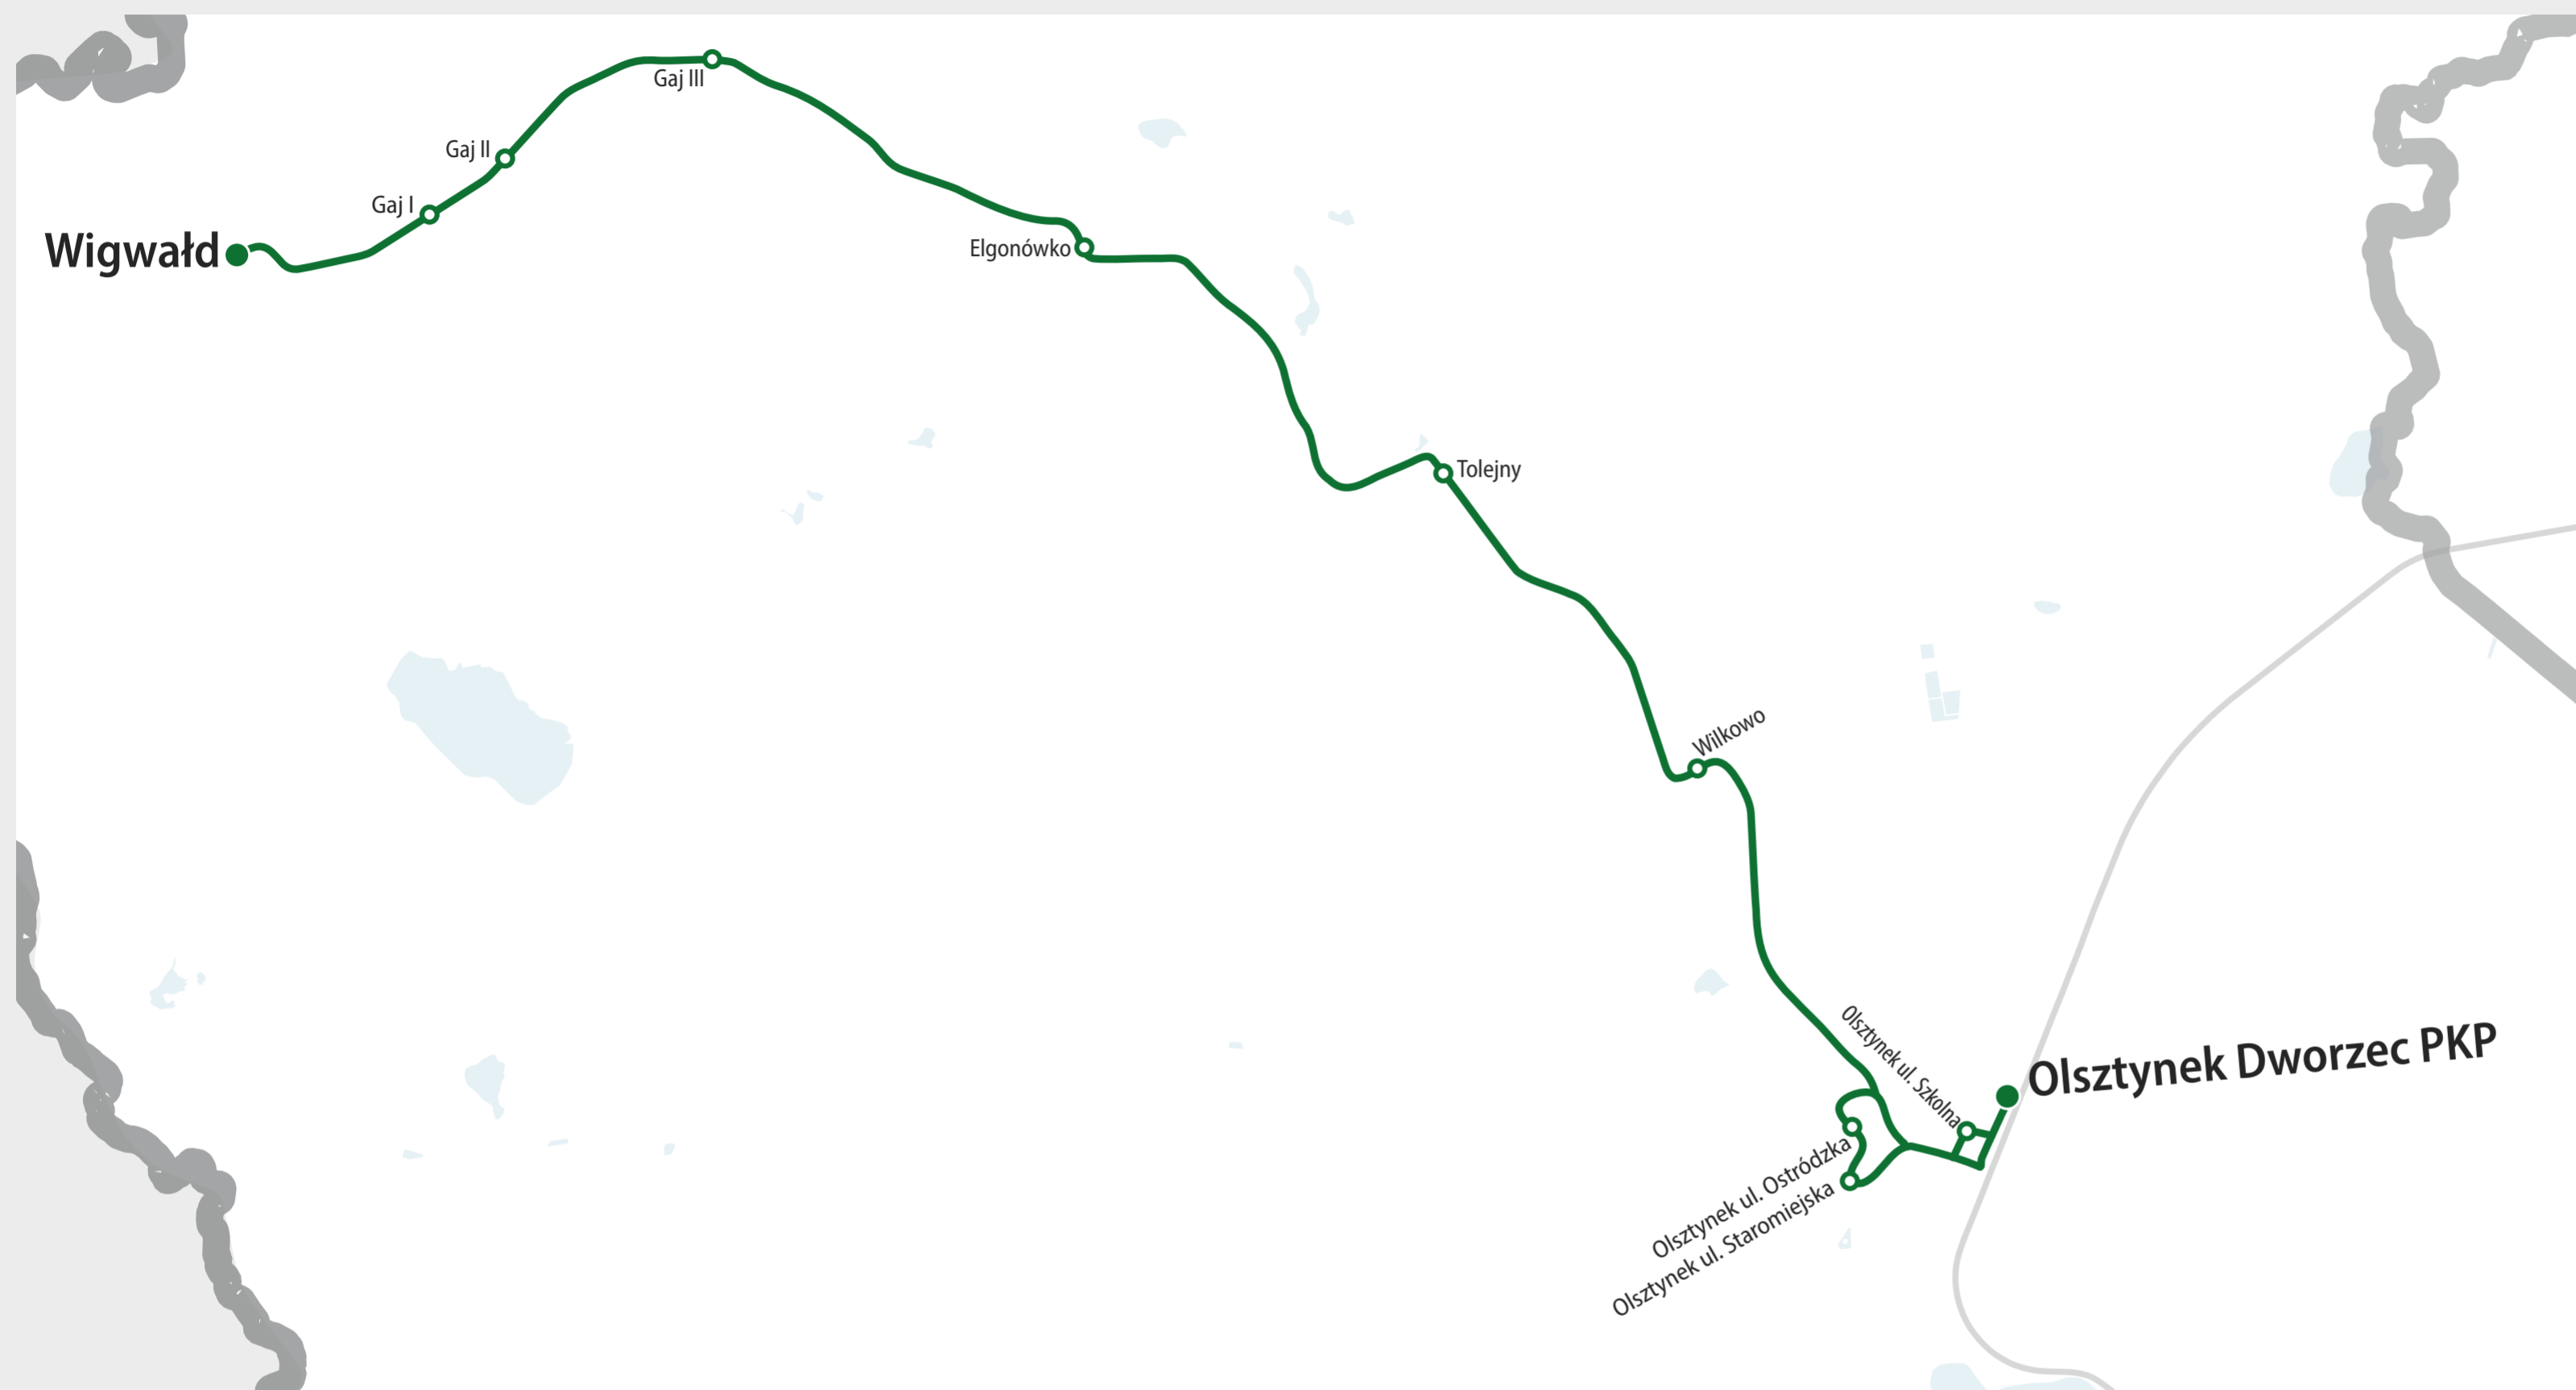 Gaj III
Gaj II
Gaj I
Wigwałd
Elgonówko
Tolejny
Wilkowo
Olsztynek ul. Szkolna
Olsztynek Dworzec PKP
Olsztynek ul. Ostródzka
Olsztynek ul. Staromiejska